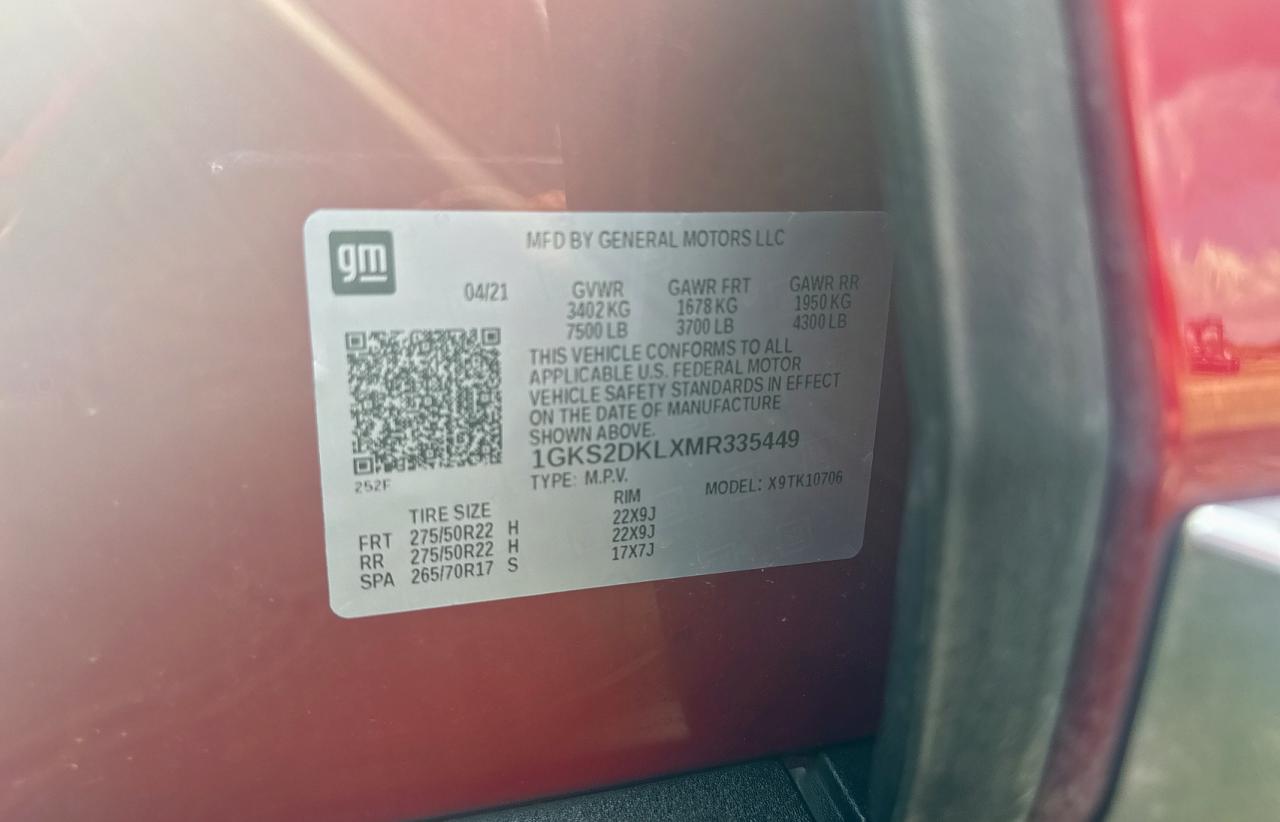 gm
MFD BY GENERAL MOTORS LLC
04/21 GVWR GAWR FRT GAWR RR
3402 KG 1678 KG 1950 KG
7500 LB 3700 LB 4300 LB
THIS VEHICLE CONFORMS TO ALL
APPLICABLE U.S. FEDERAL MOTOR
VEHICLE SAFETY STANDARDS IN EFFECT
ON THE DATE OF MANUFACTURE
SHOWN ABOVE.
1GKS2DKLXMR335449
252F
TYPE: M.P.V. MODEL: X9TK10706
TIRE SIZE RIM
FRT 275/50R22 H 22X9J
RR 275/50R22 H 22X9J
SPA 265/70R17 S 17X7J